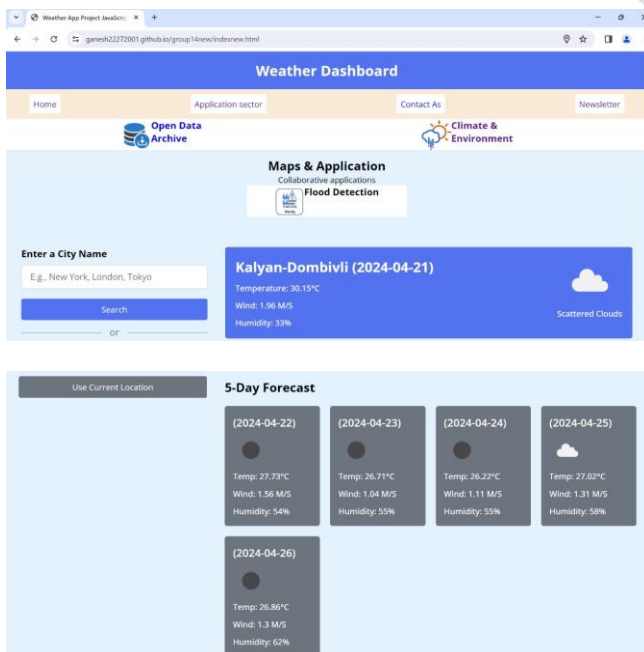 Weather App Project JavaScrip
ganesh22272001.github.io/group14new/indexnew.html
Weather Dashboard
Home
Application sector
Contact As
Newsletter
Open Data
Archive
Climate &
Environment
Maps & Application
Collaborative applications
Flood Detection
Enter a City Name
E.g., New York, London, Tokyo
Search
or
Kalyan-Dombivli (2024-04-21)
Temperature: 30.15°C
Wind: 1.96 M/S
Humidity: 33%
Scattered Clouds
Use Current Location
5-Day Forecast
(2024-04-22)
Temp: 27.73°C
Wind: 1.56 M/S
Humidity: 54%
(2024-04-23)
Temp: 26.71°C
Wind: 1.04 M/S
Humidity: 55%
(2024-04-24)
Temp: 26.22°C
Wind: 1.11 M/S
Humidity: 55%
(2024-04-25)
Temp: 27.02°C
Wind: 1.31 M/S
Humidity: 58%
(2024-04-26)
Temp: 26.86°C
Wind: 1.3 M/S
Humidity: 62%